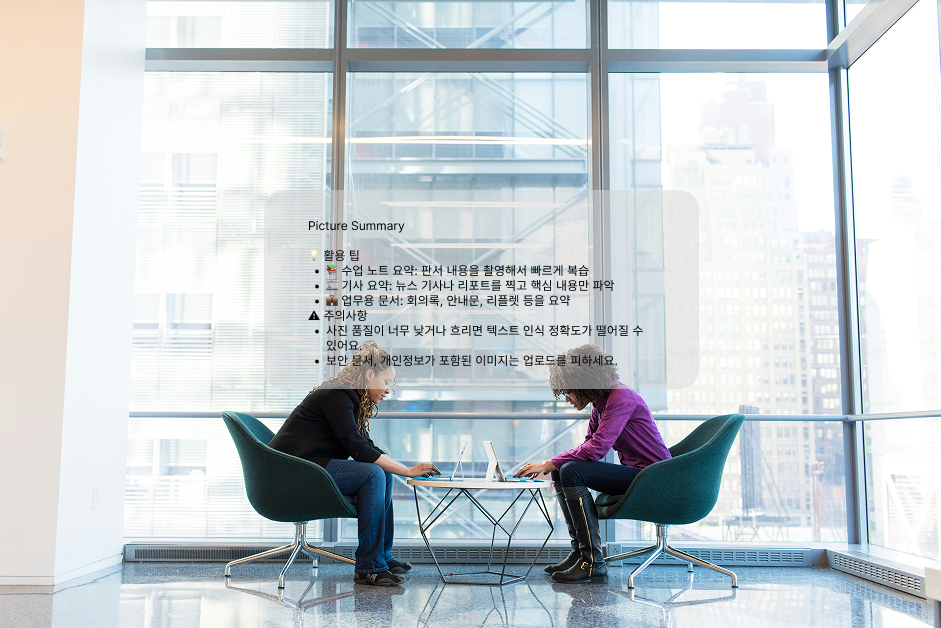 Picture Summary
💡 활용 팁
• 📚 수업 노트 요약: 판서 내용을 촬영해서 빠르게 복습
• 📰 기사 요약: 뉴스 기사나 리포트를 찍고 핵심 내용만 파악
• 💼 업무용 문서: 회의록, 안내문, 리플렛 등을 요약
⚠ 주의사항
• 사진 품질이 너무 낮거나 흐리면 텍스트 인식 정확도가 떨어질 수
있어요.
• 보안 문서, 개인정보가 포함된 이미지는 업로드를 피하세요.